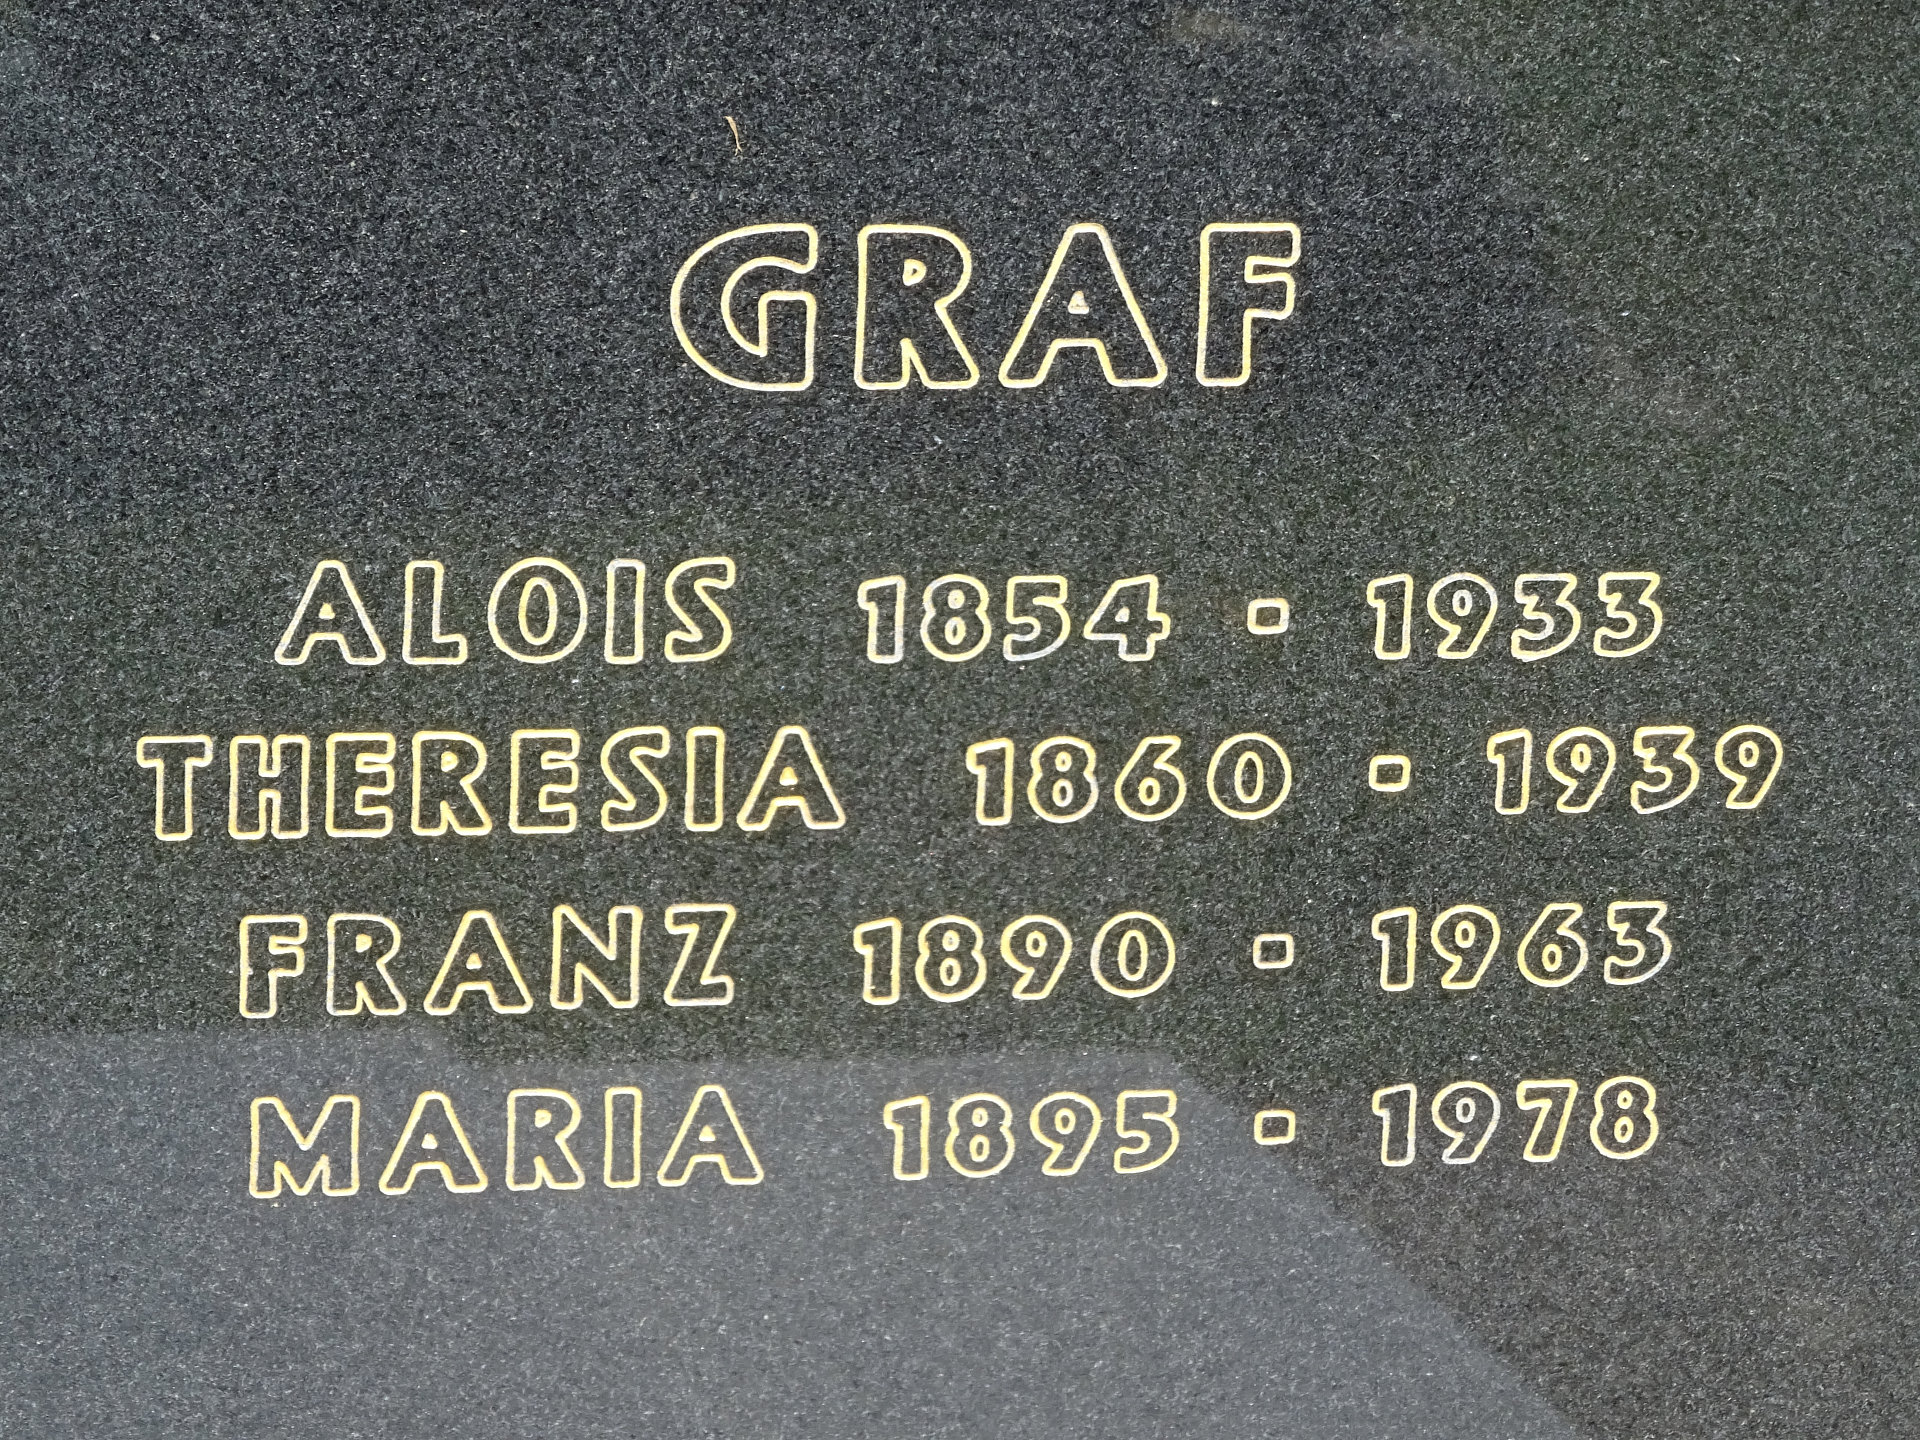 GRAF
ALOIS 1854 - 1933
THERESIA 1860 - 1939
FRANZ 1890 - 1963
MARIA 1895 - 1978